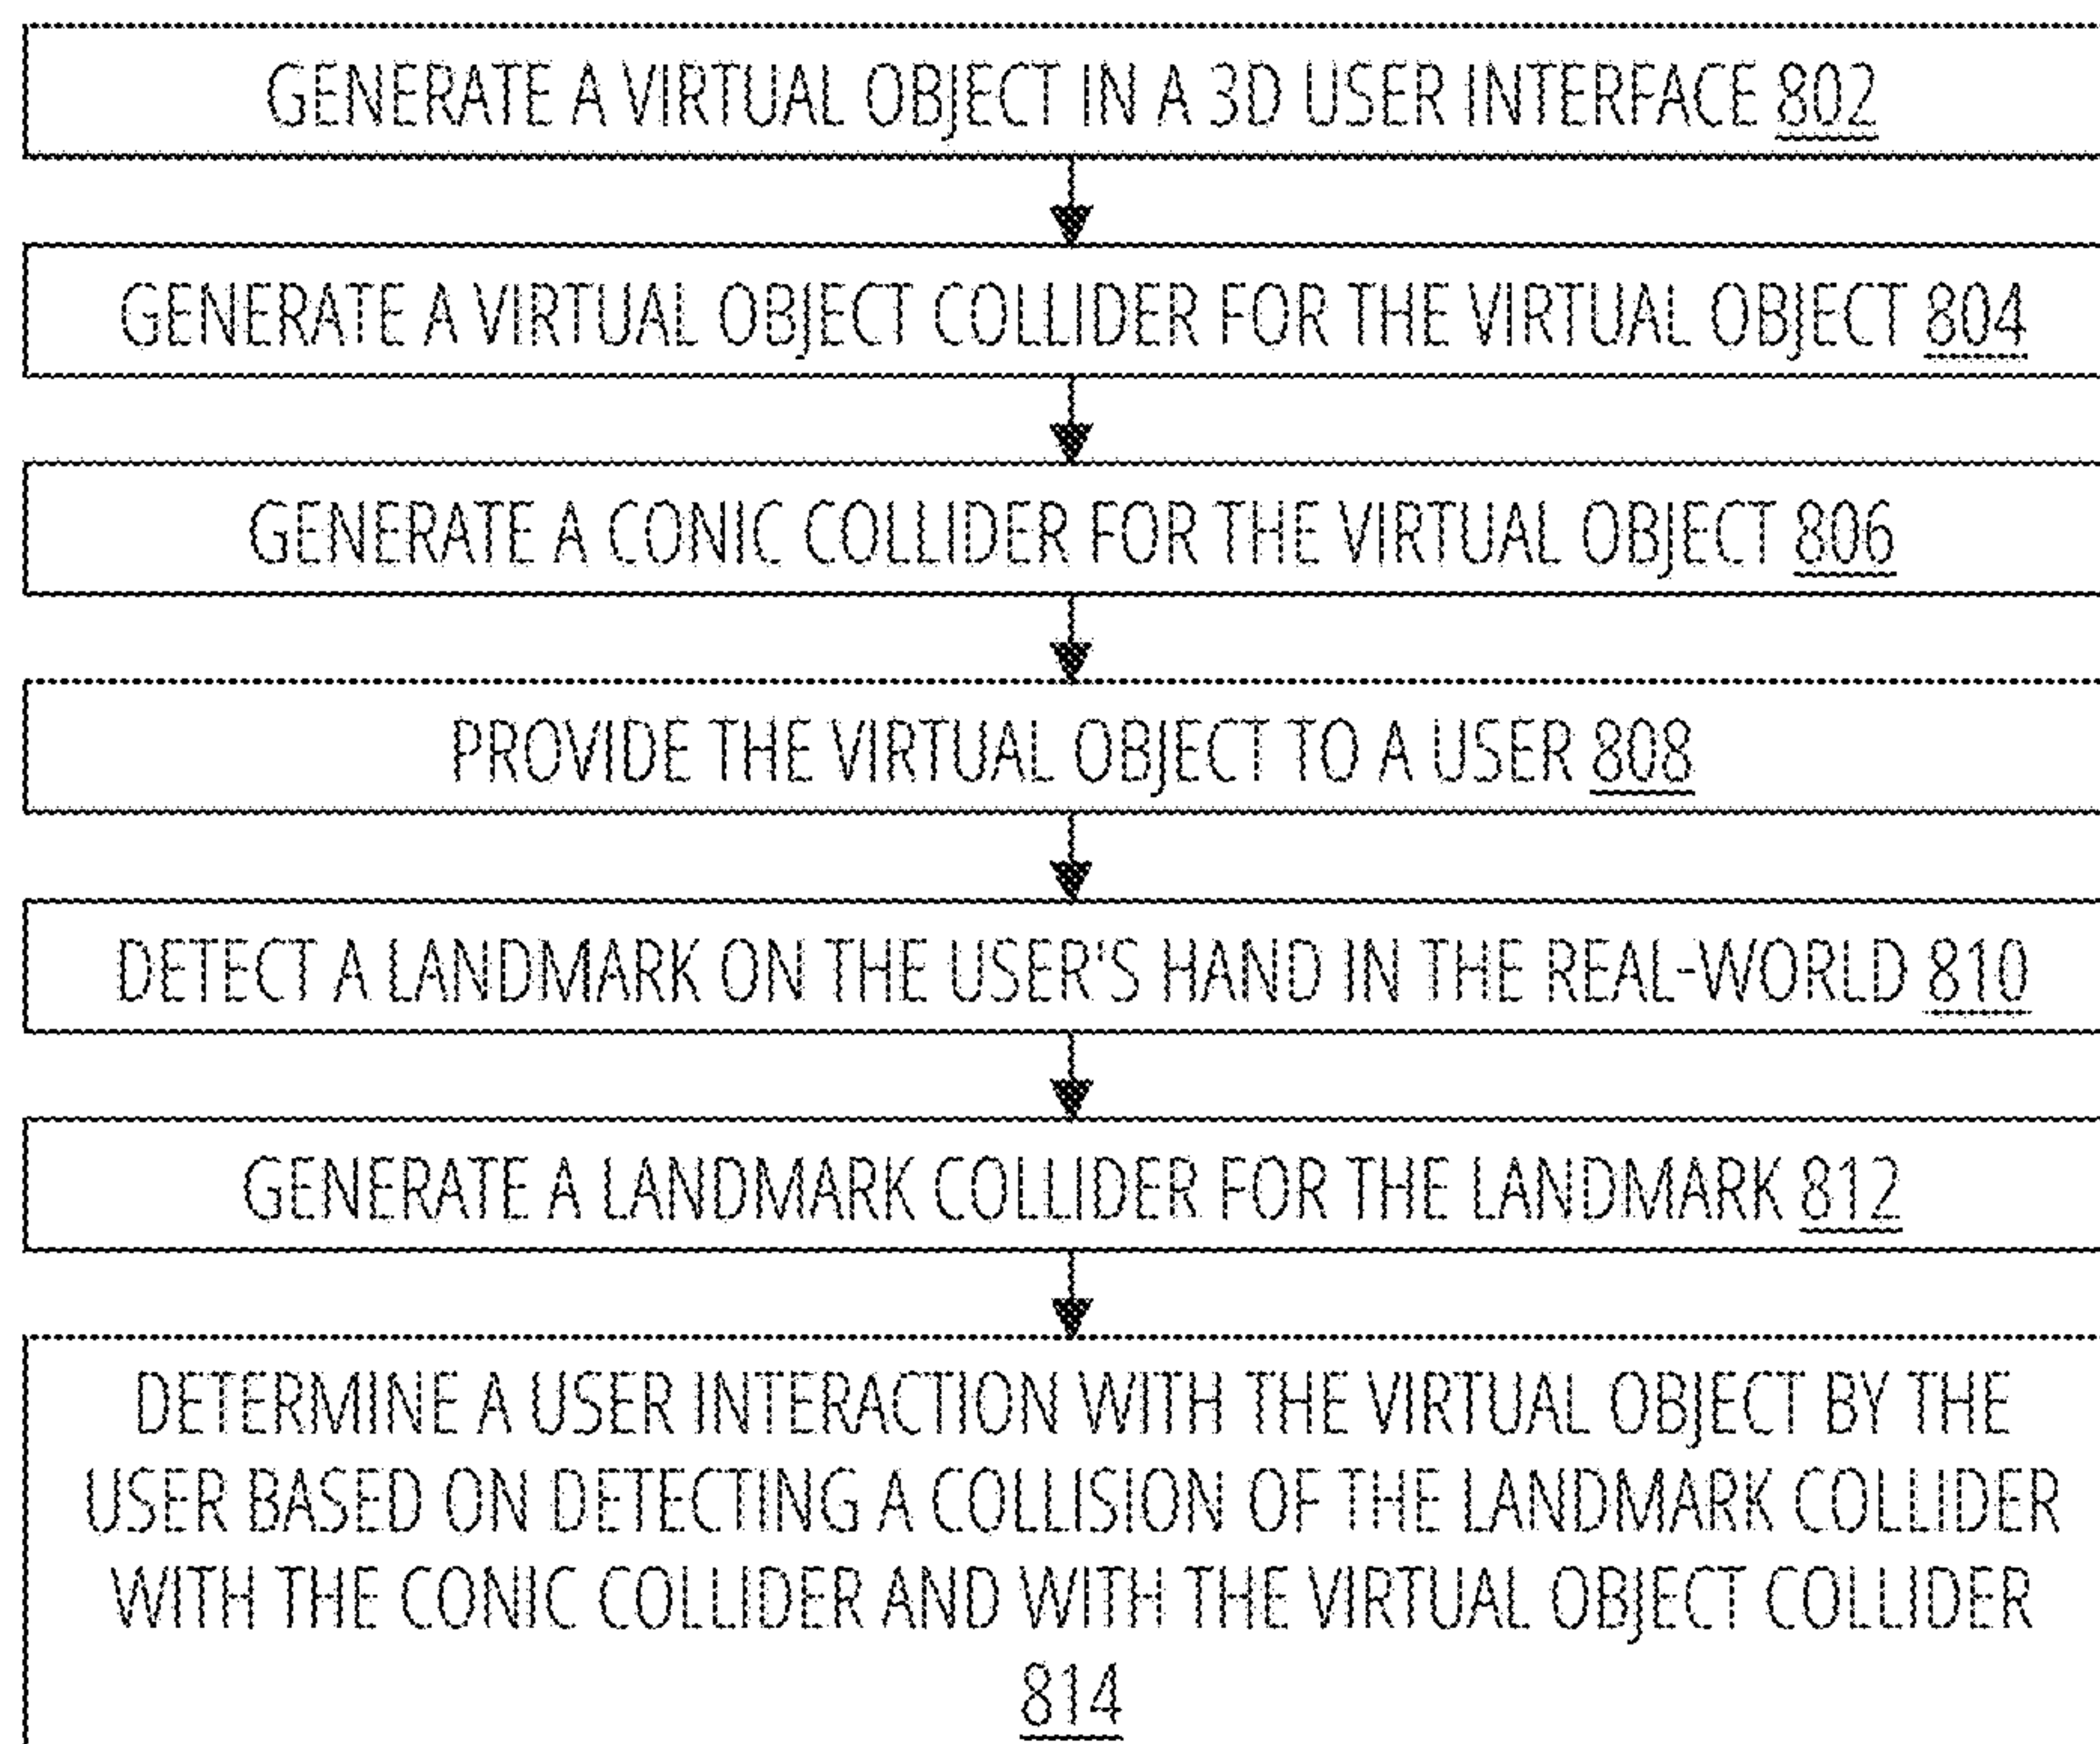 GENERATE A VIRTUAL OBJECT IN A 3D USER INTERFACE 802
GENERATE A VIRTUAL OBJECT COLLIDER FOR THE VIRTUAL OBJECT 804
GENERATE A CONIC COLLIDER FOR THE VIRTUAL OBJECT 806
PROVIDE THE VIRTUAL OBJECT TO A USER 808
DETECT A LANDMARK ON THE USER'S HAND IN THE REAL-WORLD 810
GENERATE A LANDMARK COLLIDER FOR THE LANDMARK 812
DETERMINE A USER INTERACTION WITH THE VIRTUAL OBJECT BY THE
USER BASED ON DETECTING A COLLISION OF THE LANDMARK COLLIDER
WITH THE CONIC COLLIDER AND WITH THE VIRTUAL OBJECT COLLIDER
814